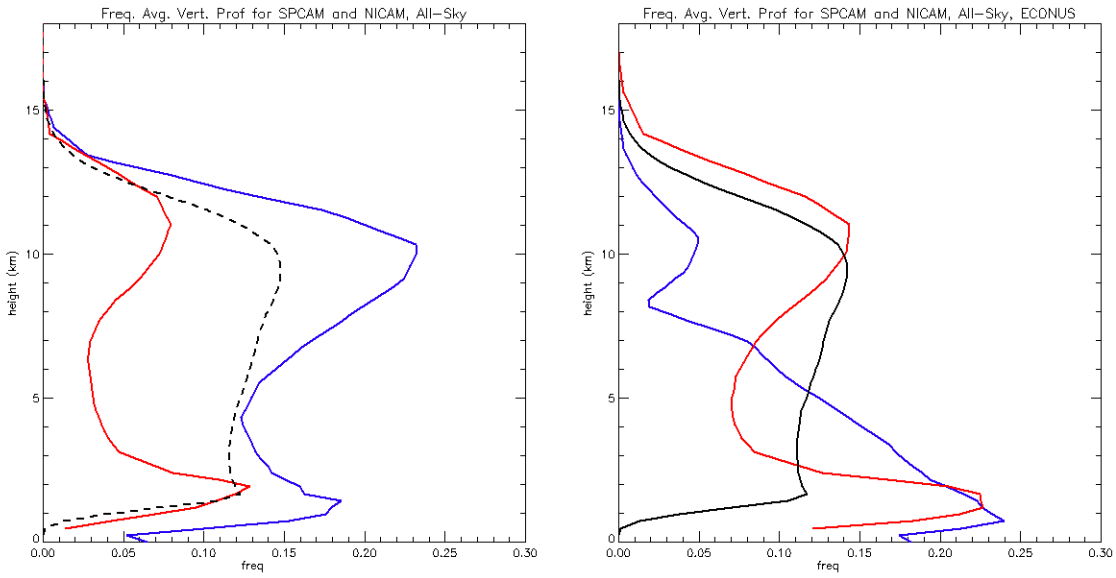 Freq. Avg. Vert. Prof for SPCAM and NICAM, All-Sky
15
10
5
0.00 0.05 0.10 0.15 0.20 0.25 0.30
height (km)
freq
Freq. Avg. Vert. Prof for SPCAM and NICAM, All-Sky, ECONUS
15
10
5
0.00 0.05 0.10 0.15 0.20 0.25 0.30
height (km)
freq